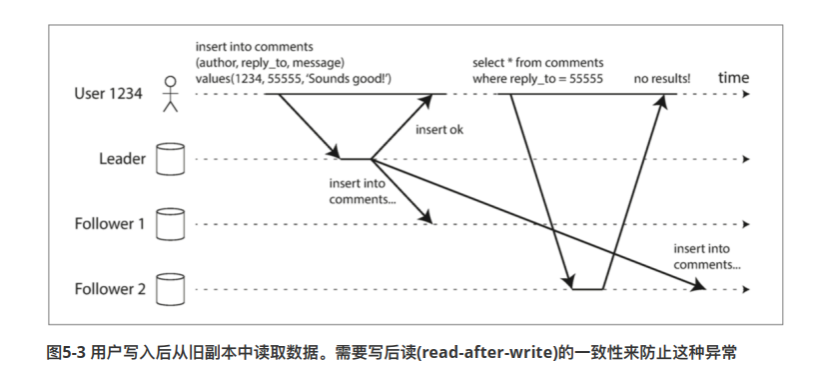 insert into comments
(author, reply_to, message)
values(1234, 55555, 'Sounds good!')
select * from comments
where reply_to = 55555
no results!
time
User 1234
insert ok
Leader
insert into
comments...
Follower 1
insert into
comments...
Follower 2
图5-3 用户写入后从旧副本中读取数据。需要写后读(read-after-write)的一致性来防止这种异常